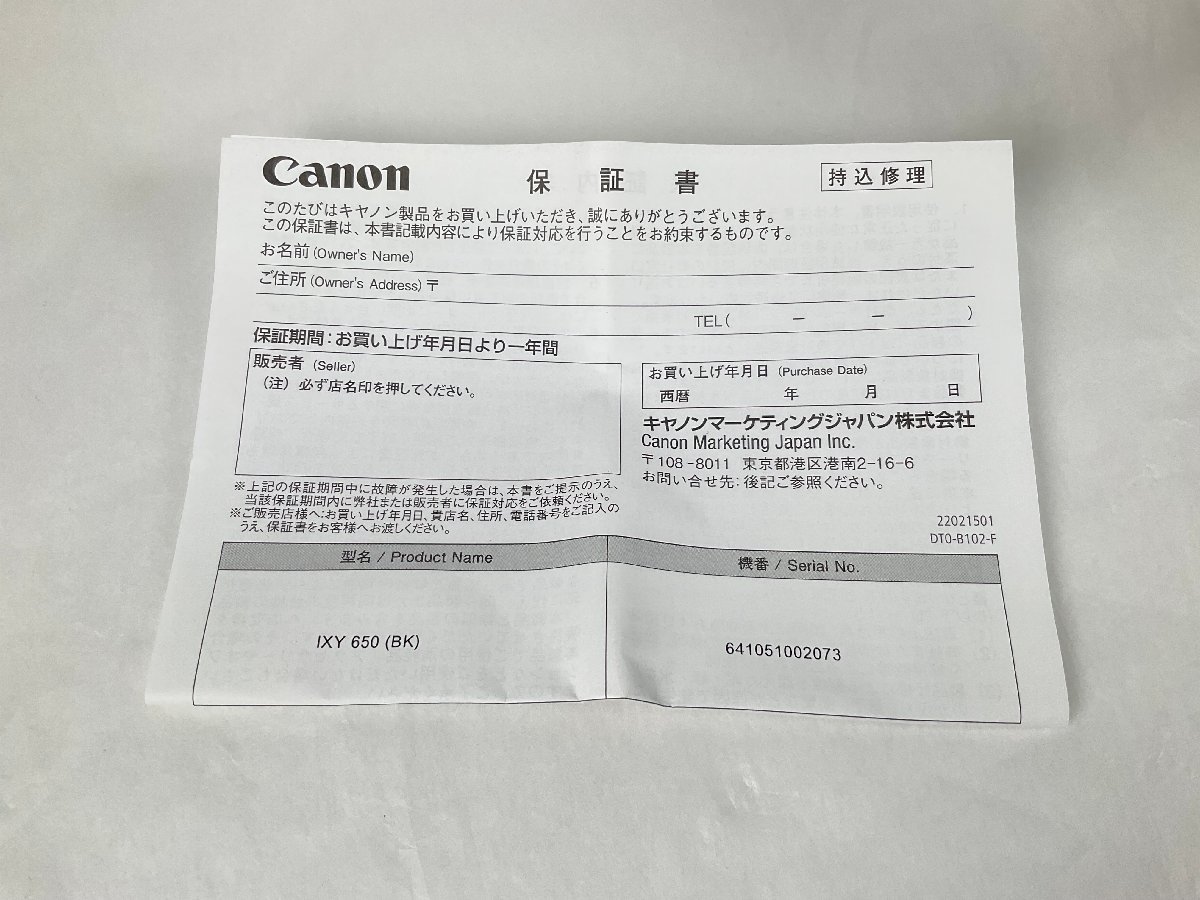 Canon 保証書 持込修理
このたびはキヤノン製品をお買い上げいただき、誠にありがとうございます。
この保証書は、本書記載内容により保証対応を行うことをお約束するものです。
お名前 (Owner's Name)
ご住所 (Owner's Address) 〒
TEL( － － )
保証期間：お買い上げ年月日より一年間
販売者 (Seller)
（注）必ず店名印を押してください。
※上記の保証期間中に故障が発生した場合は、本書をご提示のうえ、
当該保証期間内に弊社または販売者に保証対応をご依頼ください。
※ご販売店様へ：お買い上げ年月日、貴店名、住所、電話番号をご記入の
うえ、保証書をお客様へお渡しください。
お買い上げ年月日 (Purchase Date)
西暦 年 月 日
キヤノンマーケティングジャパン株式会社
Canon Marketing Japan Inc.
〒108-8011 東京都港区港南2-16-6
お問い合せ先：後記ご参照ください。
22021501
DT0-B102-F
型名 / Product Name 機番 / Serial No.
IXY 650 (BK) 641051002073